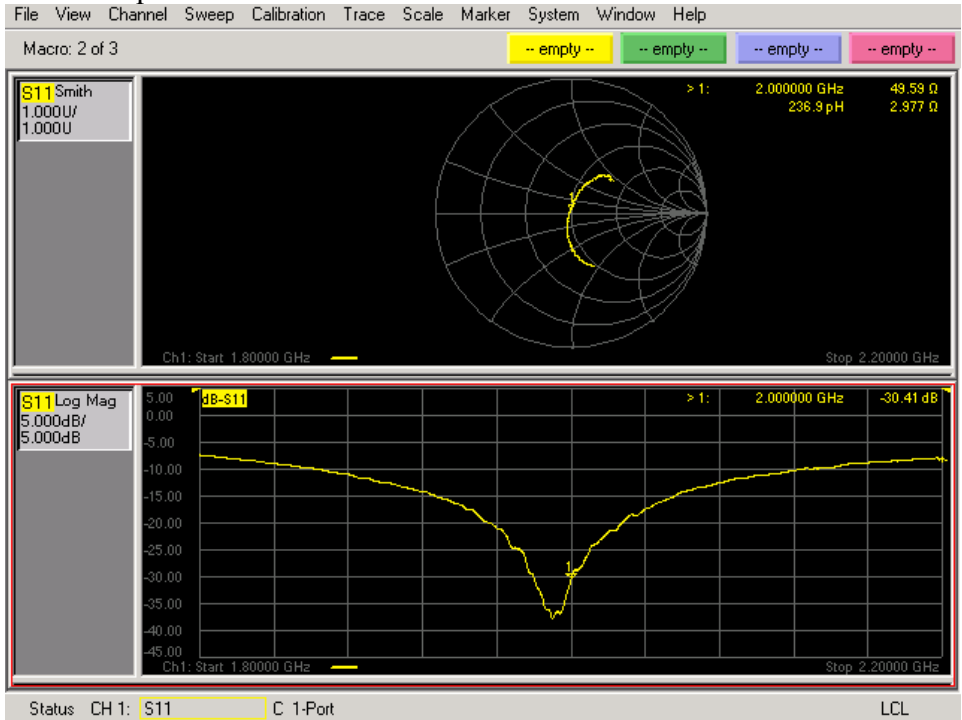 File View Channel Sweep Calibration Trace Scale Marker System Window Help
Macro: 2 of 3 -- empty -- -- empty -- -- empty -- -- empty --
S11 Smith
1.000U/
1.000U
> 1: 2.000000 GHz 49.59 Ω
236.9 pH 2.977 Ω
1
Ch1: Start 1.80000 GHz Stop 2.20000 GHz
S11 Log Mag
5.000dB/
5.000dB
dB-S11
> 1: 2.000000 GHz -30.41 dB
5.00
0.00
-5.00
-10.00
-15.00
-20.00
-25.00
-30.00
-35.00
-40.00
-45.00
1
Ch1: Start 1.80000 GHz Stop 2.20000 GHz
Status CH 1: S11 C 1-Port LCL